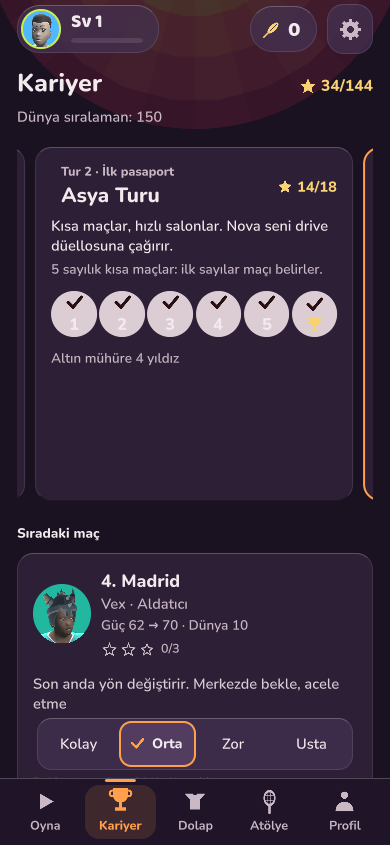 Sv 1
0
Kariyer
34/144
Dünya sıralaman: 150
Tur 2 · İlk pasaport
Asya Turu
14/18
Kısa maçlar, hızlı salonlar. Nova seni drive
düellosuna çağırır.
5 sayılık kısa maçlar: ilk sayılar maçı belirler.
1 2 3 4 5
Altın mühüre 4 yıldız
Sıradaki maç
4. Madrid
Vex · Aldatıcı
Güç 62 → 70 · Dünya 10
0/3
Son anda yön değiştirir. Merkezde bekle, acele
etme
Kolay Orta Zor Usta
Oyna Kariyer Dolap Atölye Profil